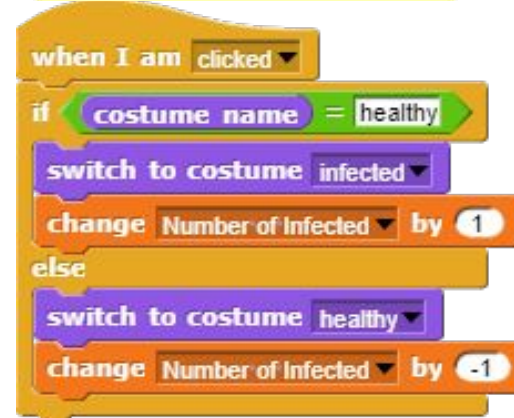 when I am clicked
if costume name = healthy
switch to costume infected
change Number of Infected by 1
else
switch to costume healthy
change Number of Infected by -1